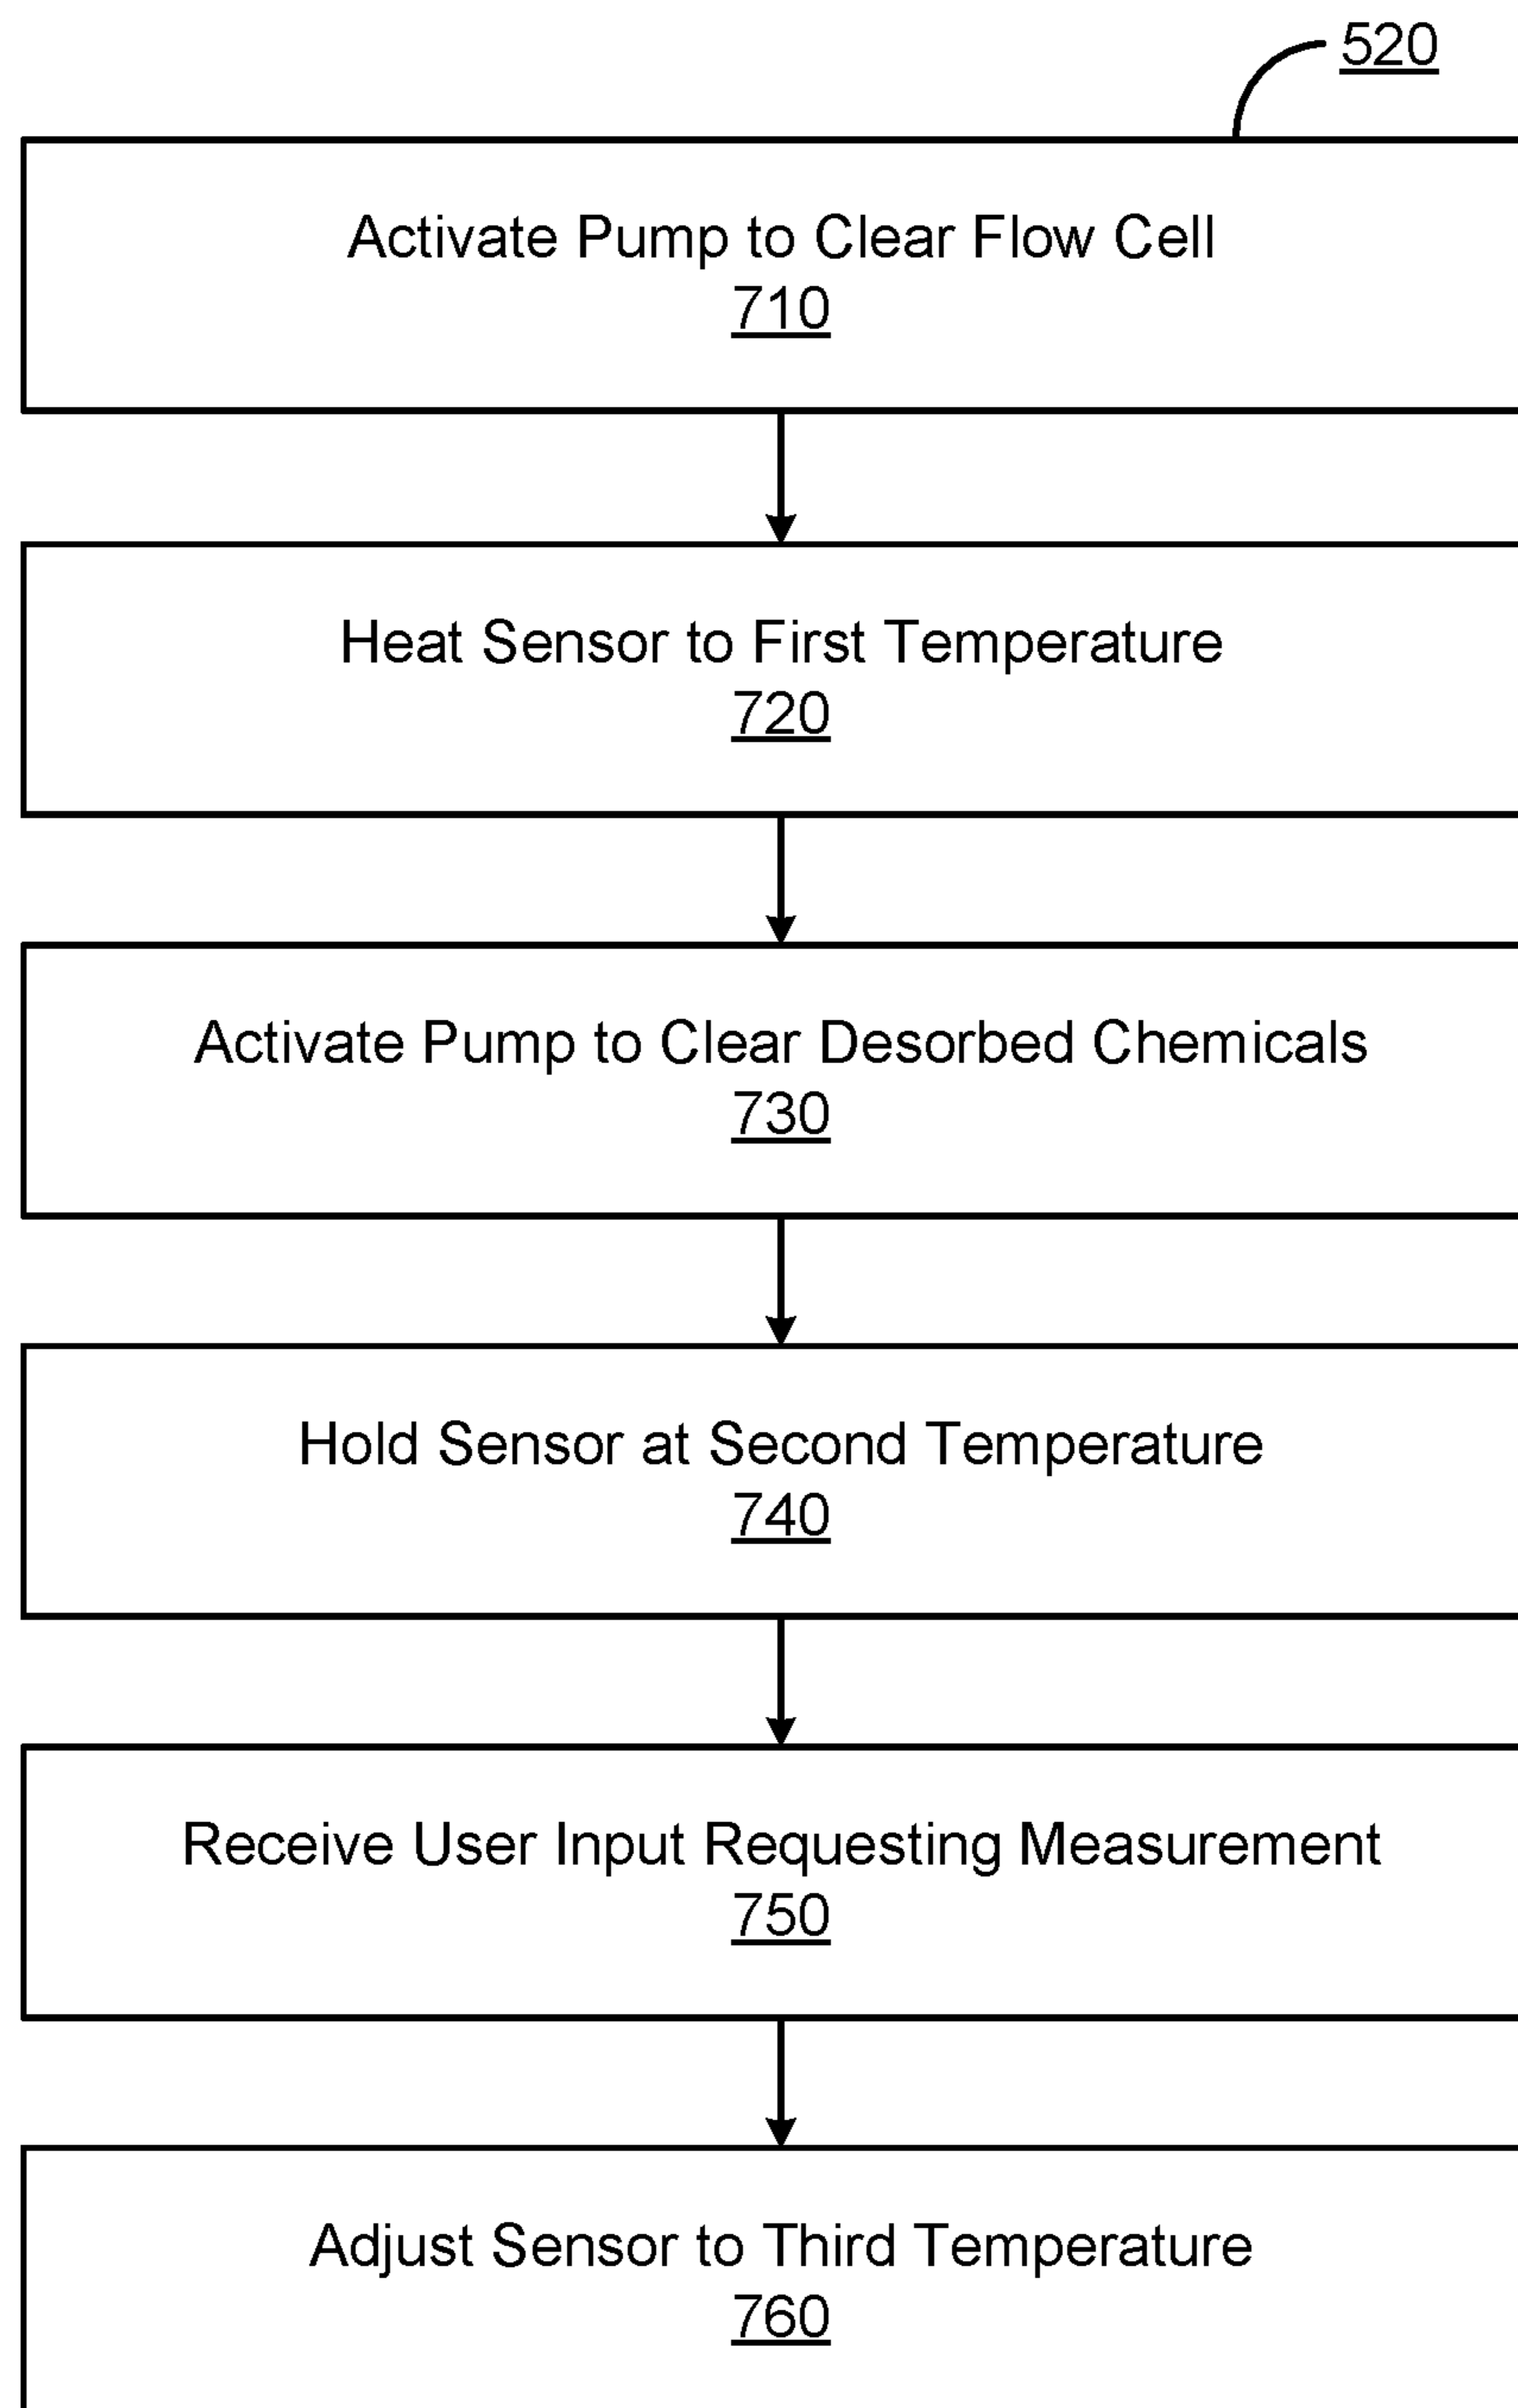 520
Activate Pump to Clear Flow Cell
710
Heat Sensor to First Temperature
720
Activate Pump to Clear Desorbed Chemicals
730
Hold Sensor at Second Temperature
740
Receive User Input Requesting Measurement
750
Adjust Sensor to Third Temperature
760